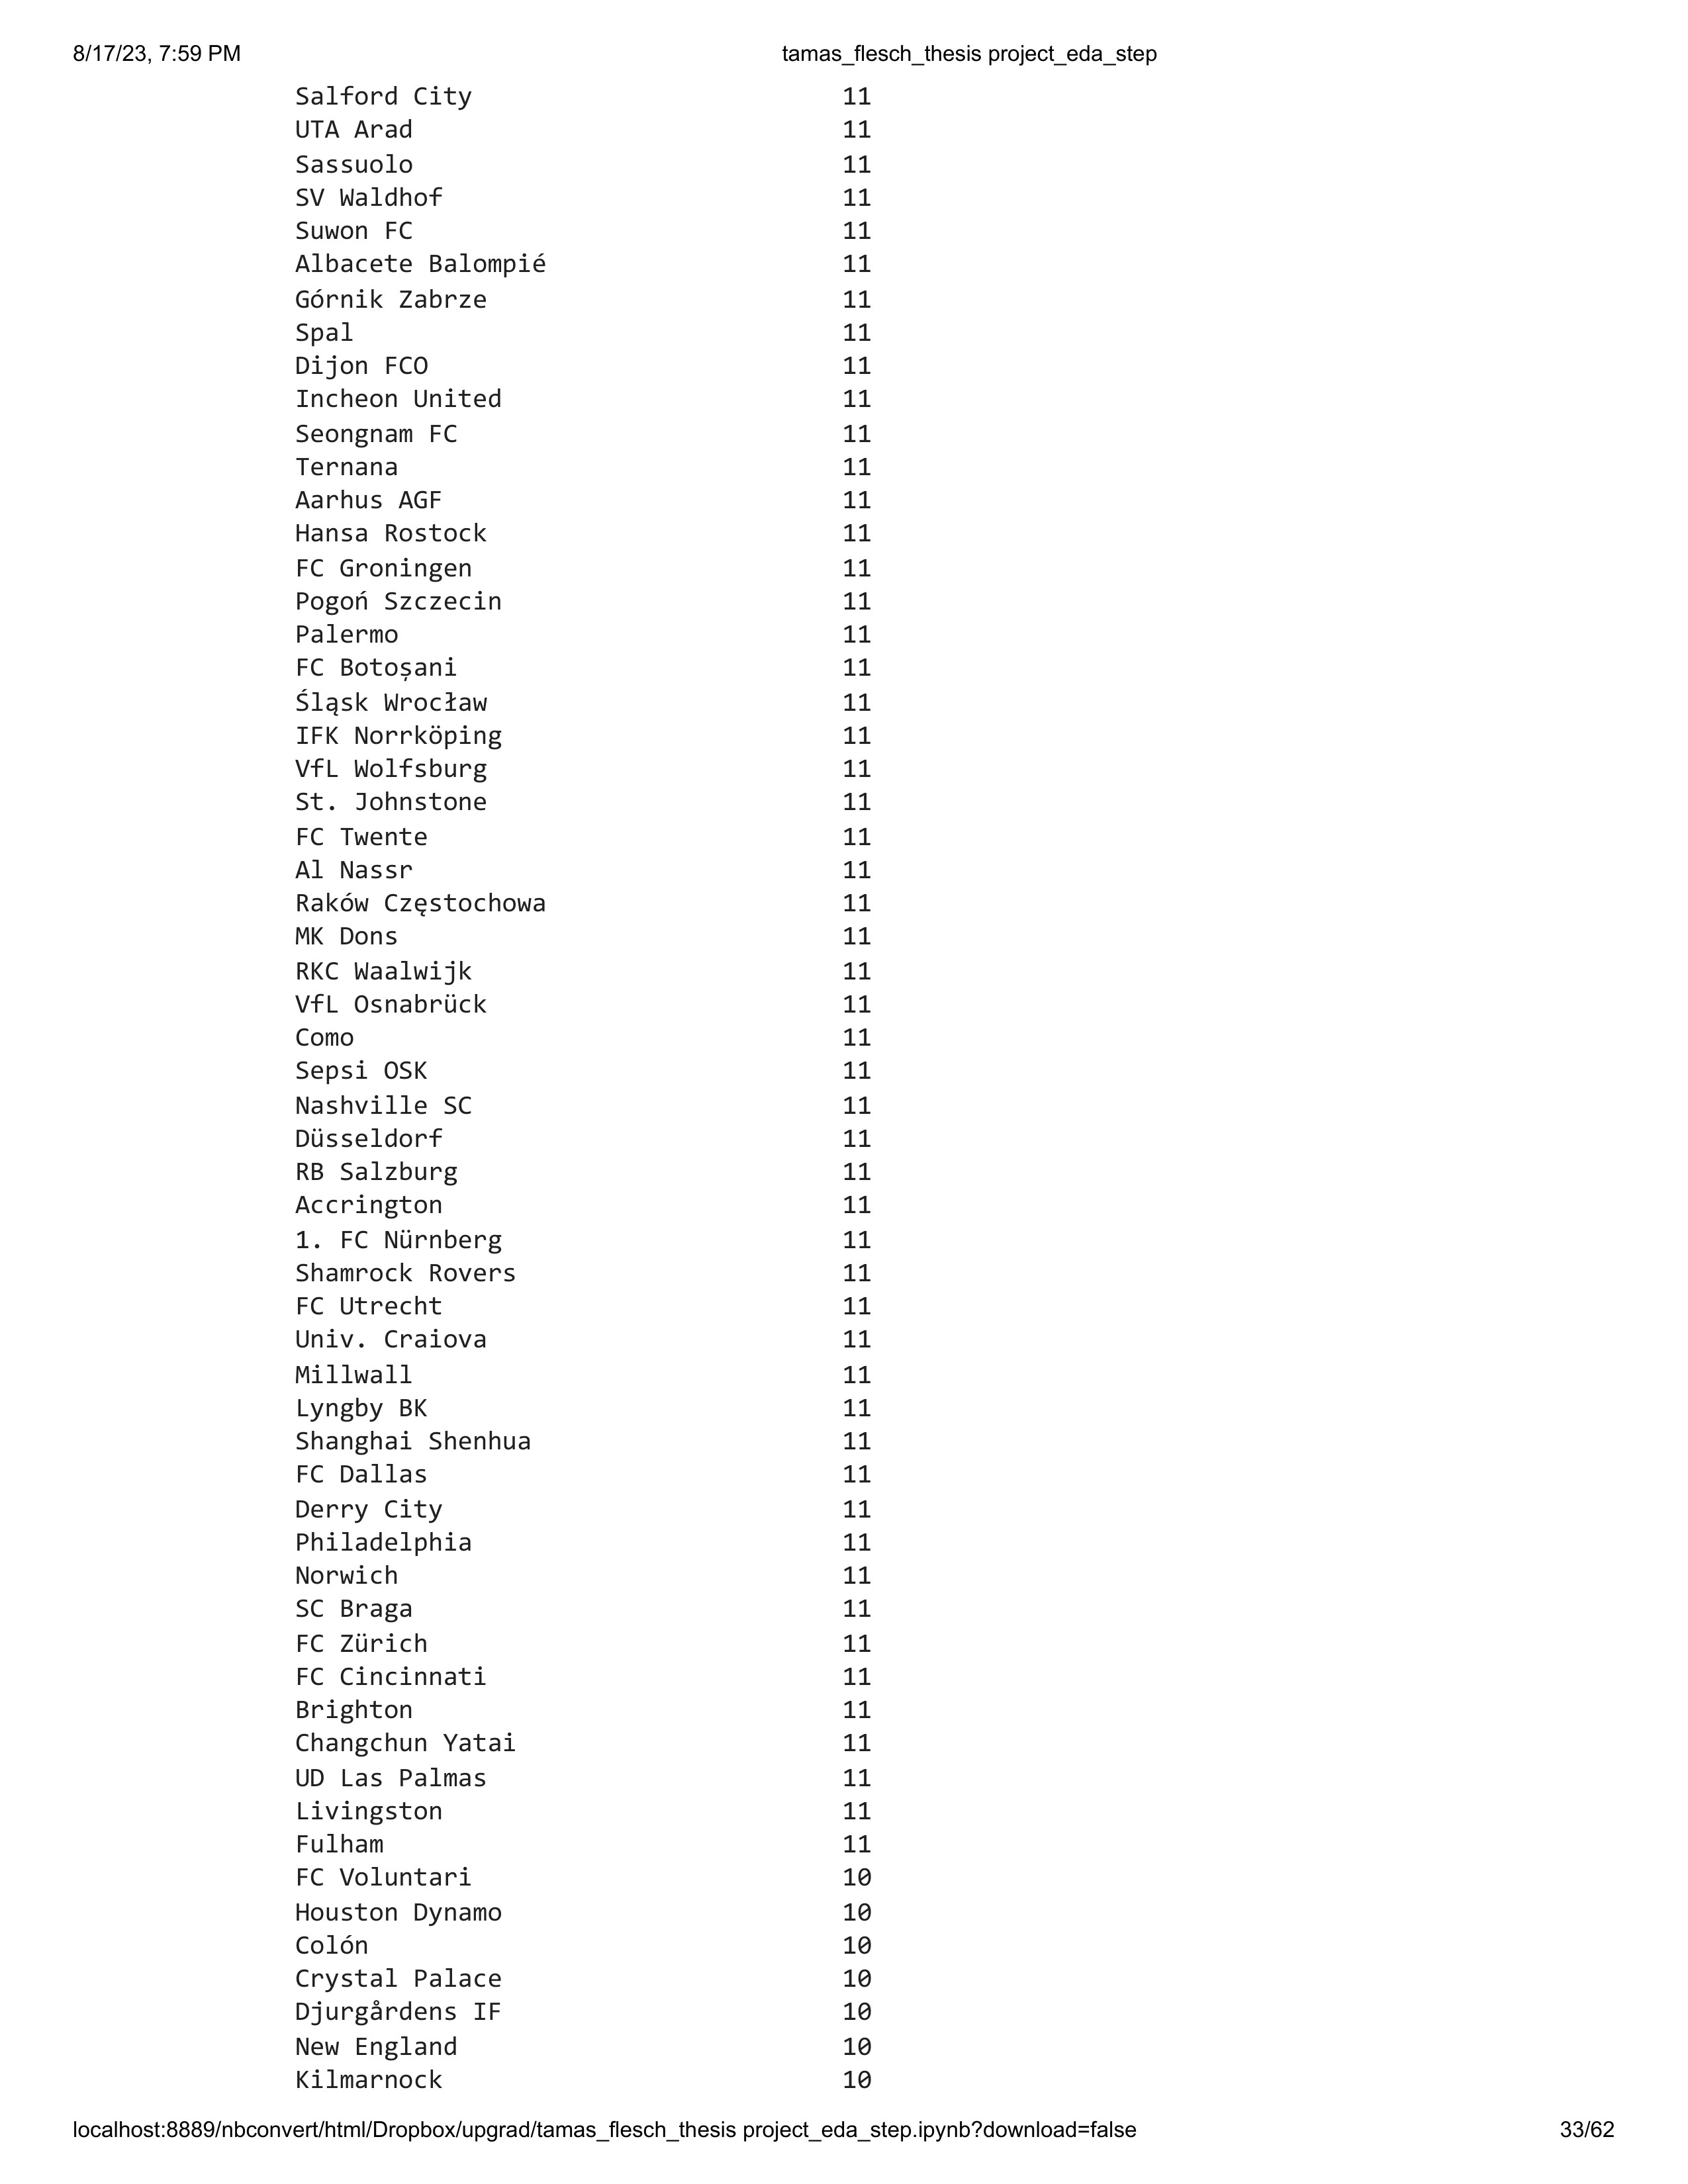 8/17/23, 7:59 PM tamas_flesch_thesis project_eda_step
Salford City 11
UTA Arad 11
Sassuolo 11
SV Waldhof 11
Suwon FC 11
Albacete Balompié 11
Górnik Zabrze 11
Spal 11
Dijon FCO 11
Incheon United 11
Seongnam FC 11
Ternana 11
Aarhus AGF 11
Hansa Rostock 11
FC Groningen 11
Pogoń Szczecin 11
Palermo 11
FC Botoșani 11
Śląsk Wrocław 11
IFK Norrköping 11
VfL Wolfsburg 11
St. Johnstone 11
FC Twente 11
Al Nassr 11
Raków Częstochowa 11
MK Dons 11
RKC Waalwijk 11
VfL Osnabrück 11
Como 11
Sepsi OSK 11
Nashville SC 11
Düsseldorf 11
RB Salzburg 11
Accrington 11
1. FC Nürnberg 11
Shamrock Rovers 11
FC Utrecht 11
Univ. Craiova 11
Millwall 11
Lyngby BK 11
Shanghai Shenhua 11
FC Dallas 11
Derry City 11
Philadelphia 11
Norwich 11
SC Braga 11
FC Zürich 11
FC Cincinnati 11
Brighton 11
Changchun Yatai 11
UD Las Palmas 11
Livingston 11
Fulham 11
FC Voluntari 10
Houston Dynamo 10
Colón 10
Crystal Palace 10
Djurgårdens IF 10
New England 10
Kilmarnock 10
localhost:8889/nbconvert/html/Dropbox/upgrad/tamas_flesch_thesis project_eda_step.ipynb?download=false 33/62